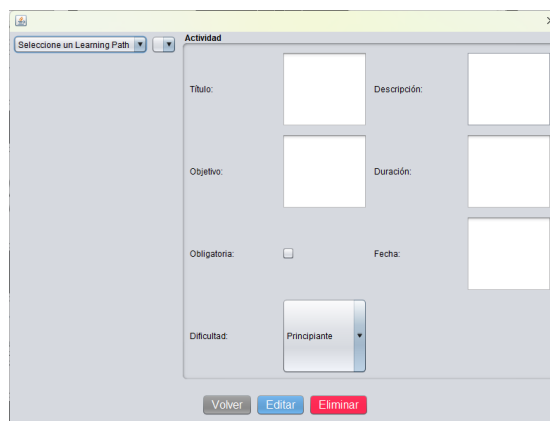 Seleccione un Learning Path
Actividad
Título:
Descripción:
Objetivo:
Duración:
Obligatoria:
Fecha:
Dificultad:
Principiante
Volver
Editar
Eliminar